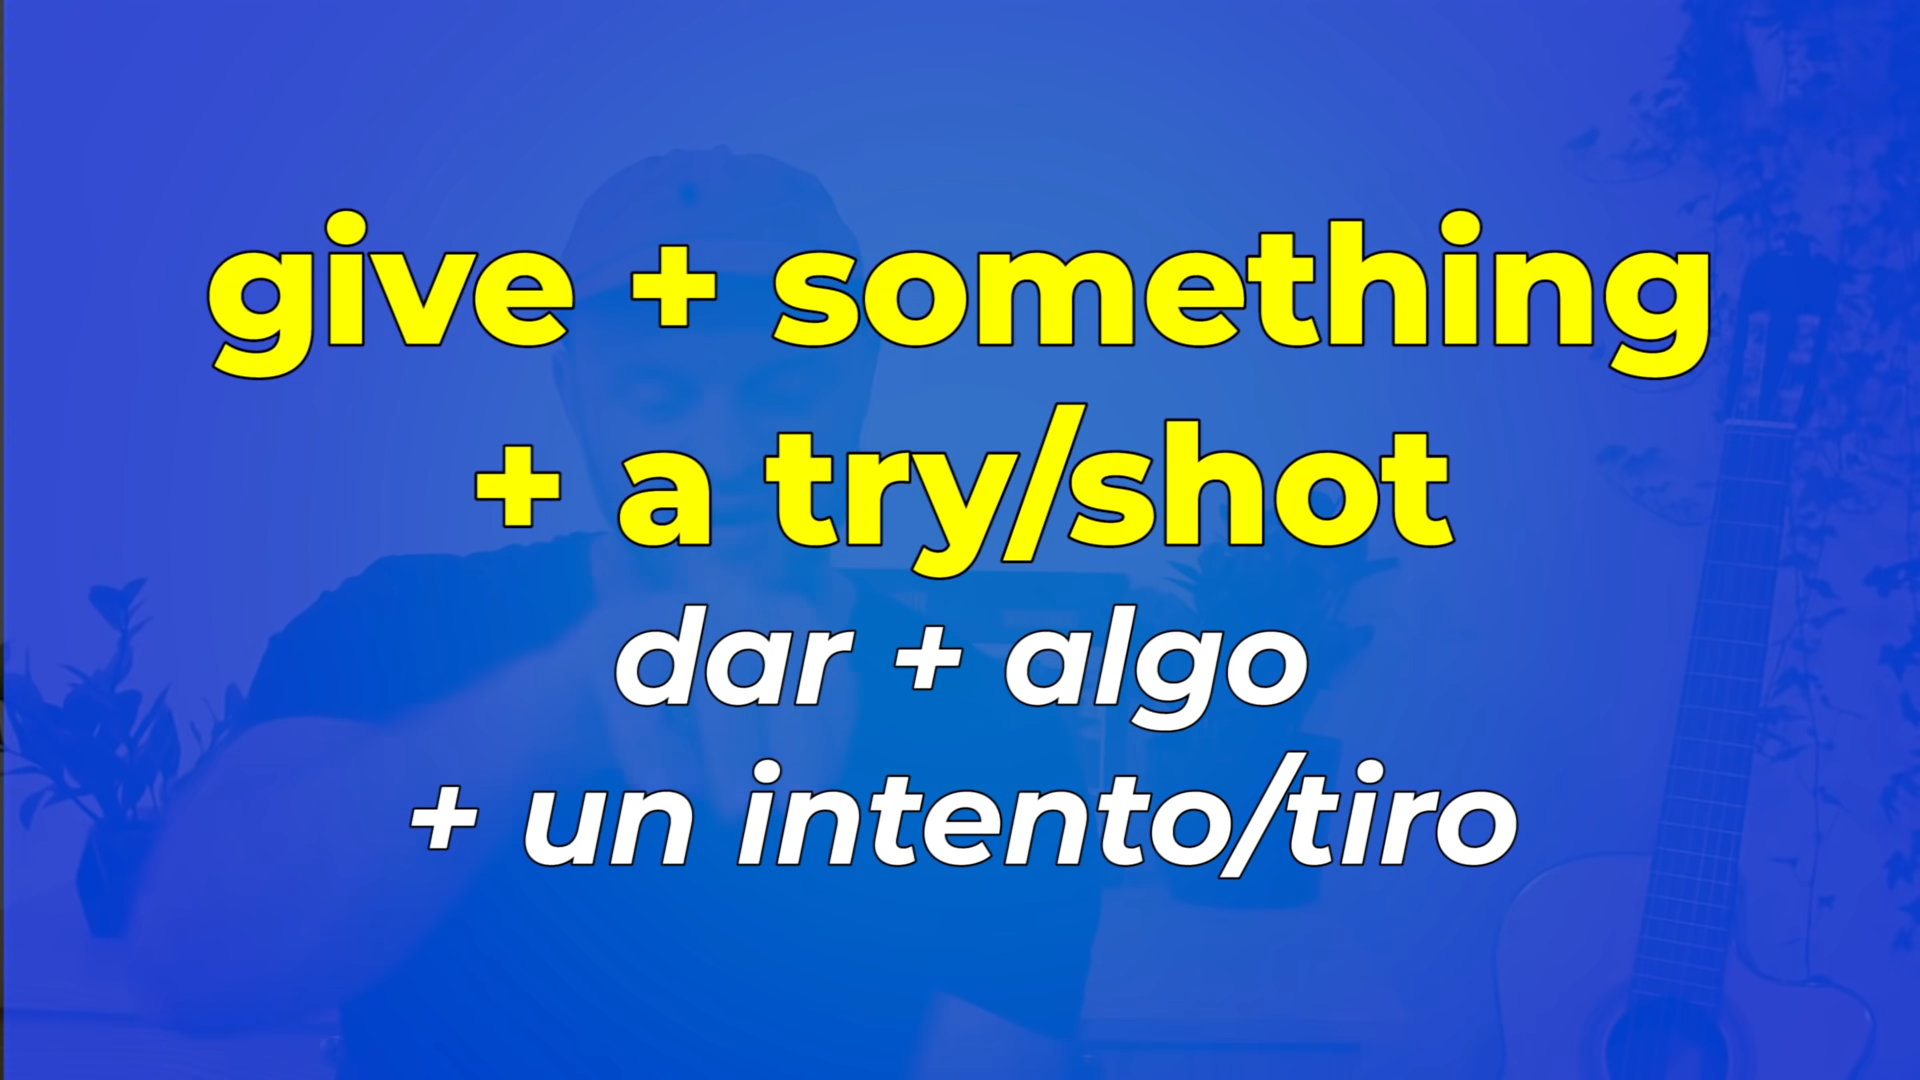 give + something
+ a try/shot
dar + algo
+ un intento/tiro